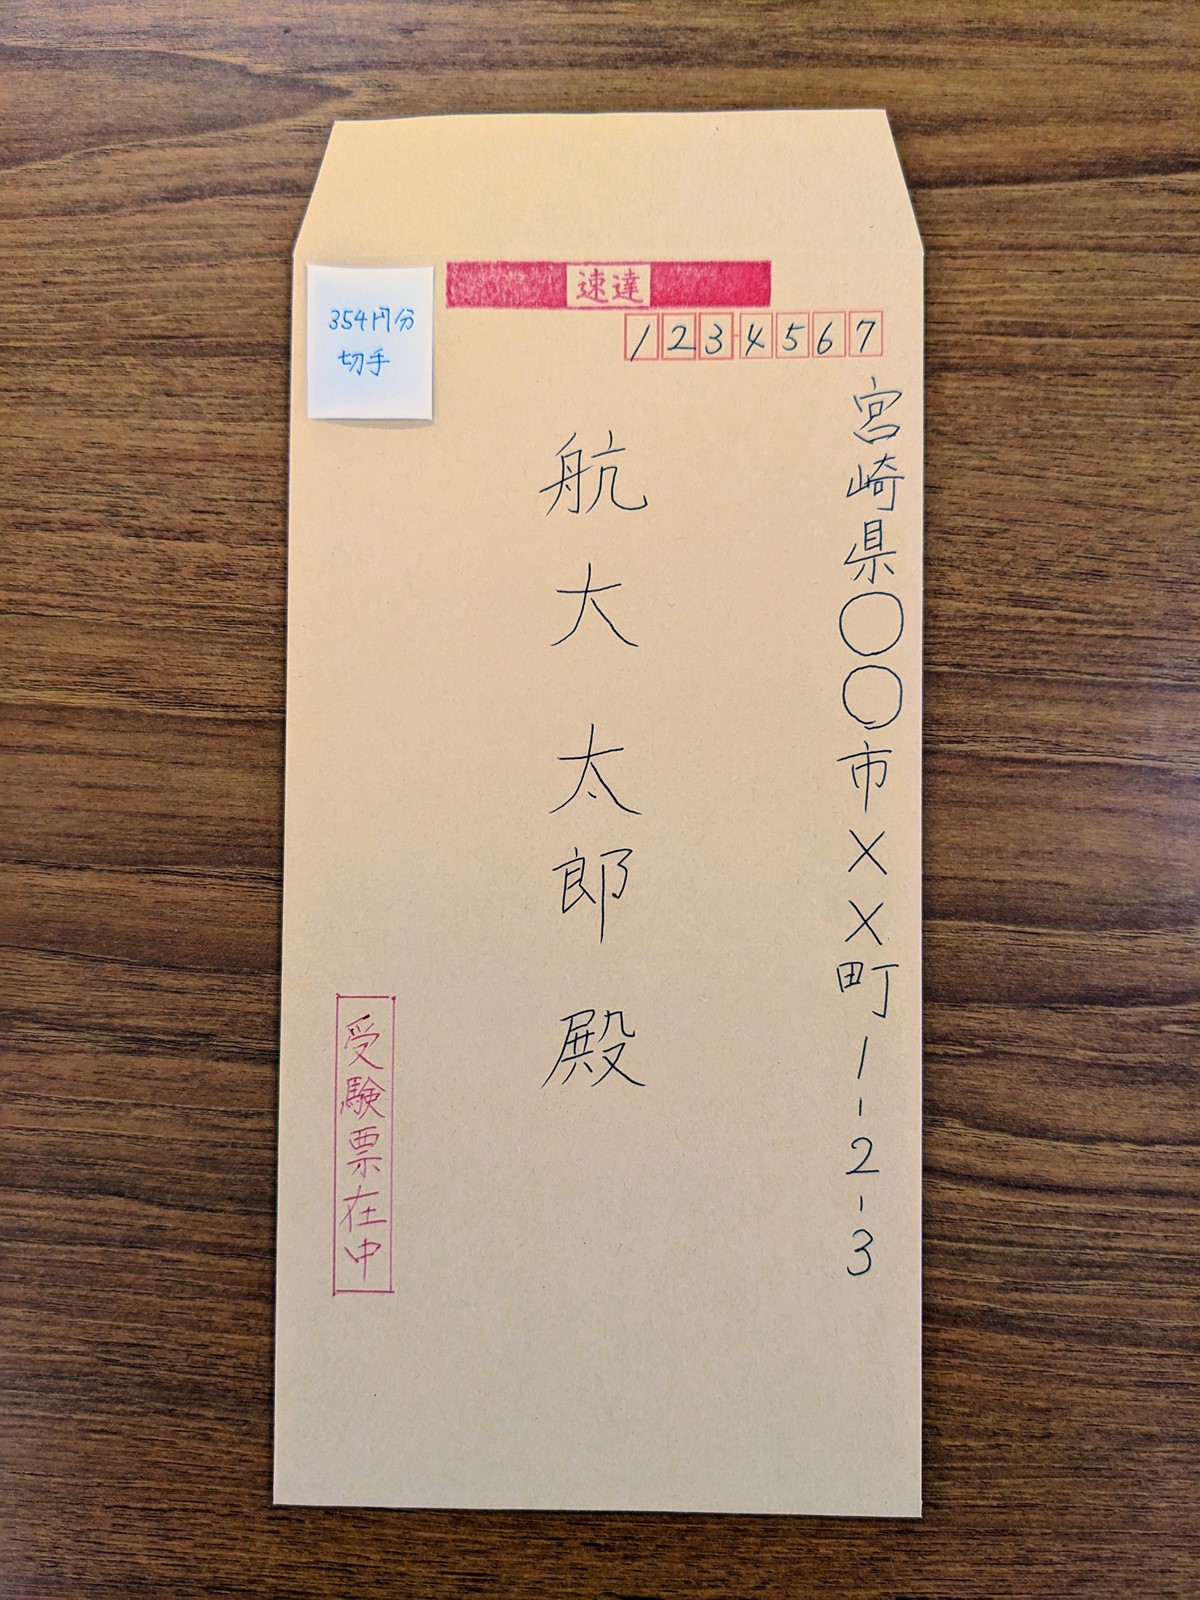 速達
354円分
切手
1234567
宮崎県〇〇市××町1-2-3
航大太郎殿
受験票在中